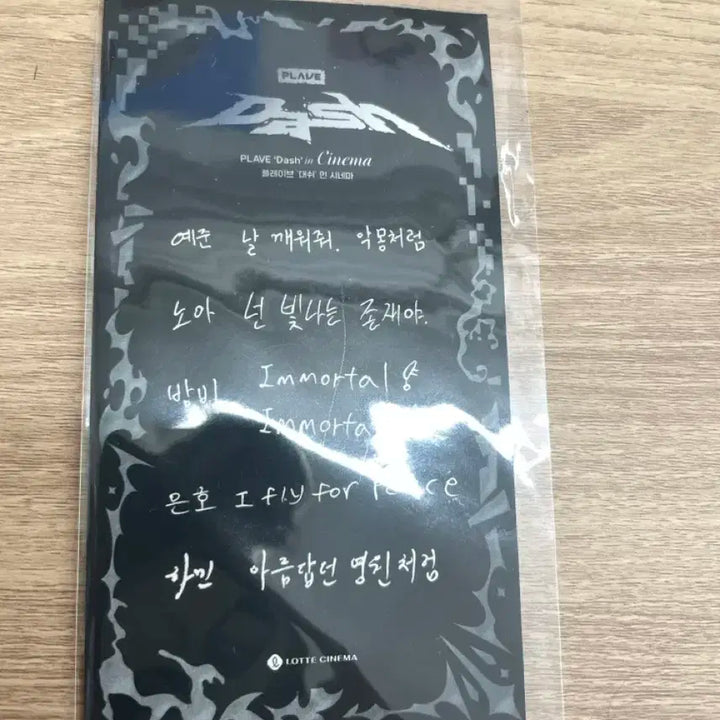 PLAVE
Dash
PLAVE 'Dash' in Cinema
플레이브 '대쉬' 인 시네마
예준 날 깨워줘. 악몽처럼
노아 넌 빛나는 존재야.
밤비 Immortal
Immorta
은호 I fly for
하민 아름답던 영원처럼
LOTTE CINEMA